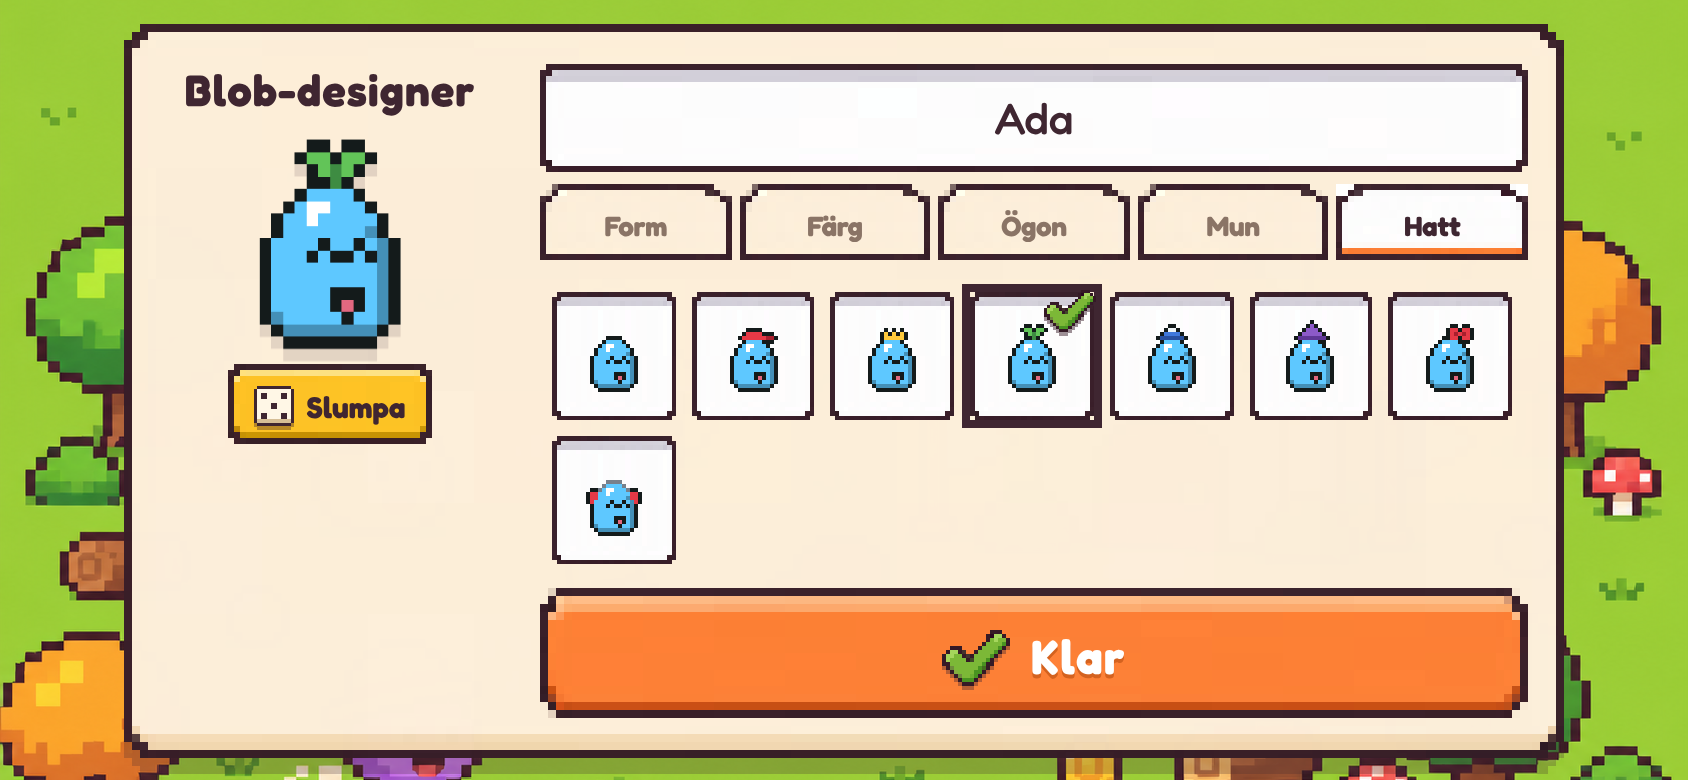 Blob-designer
Ada
Form
Färg
Ögon
Mun
Hatt
Slumpa
Klar